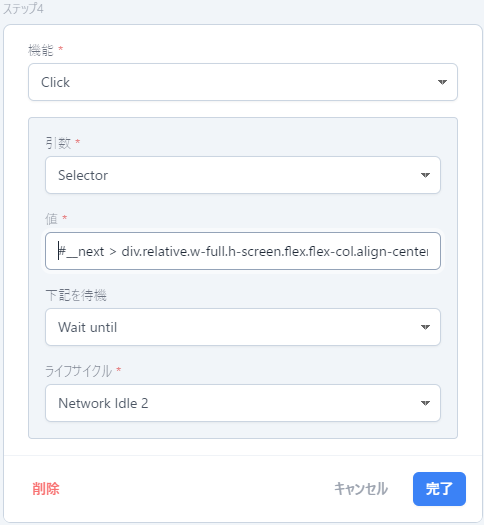 ステップ4
機能 *
Click
引数 *
Selector
値 *
#__next > div.relative.w-full.h-screen.flex.flex-col.align-center
下記を待機
Wait until
ライフサイクル *
Network Idle 2
削除
キャンセル
完了